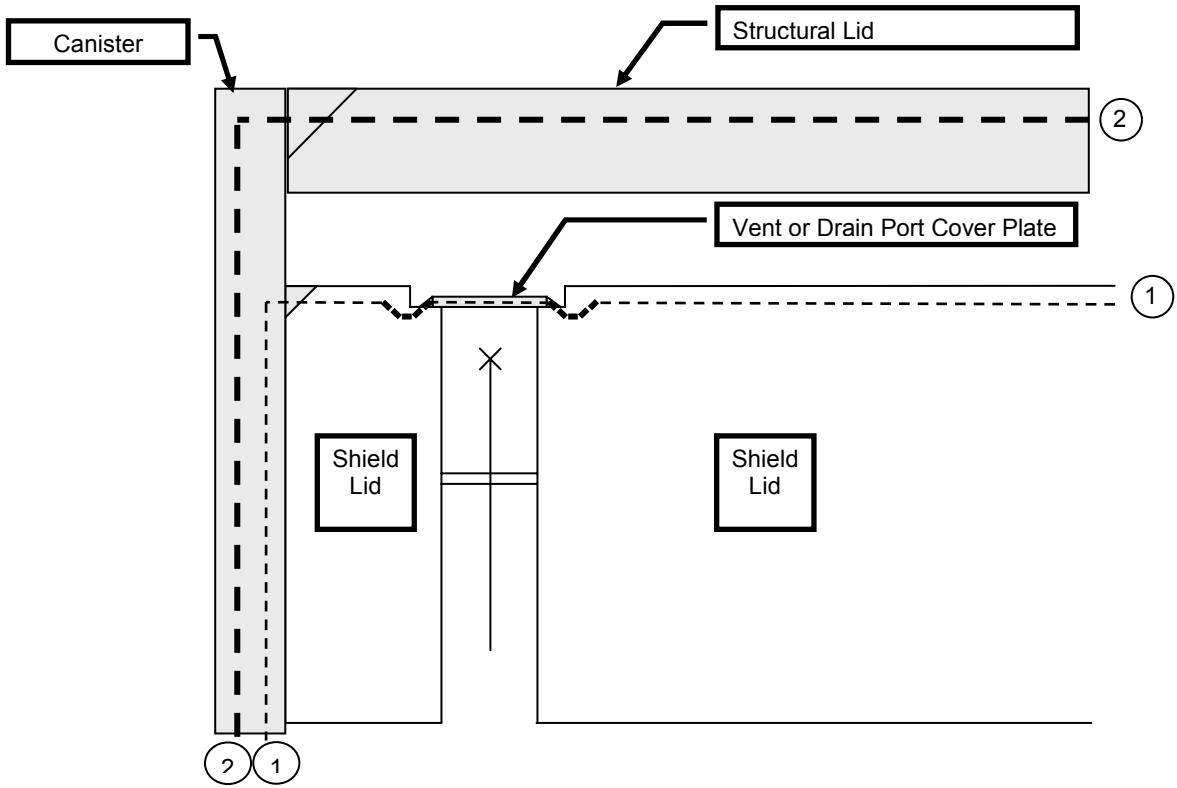 Canister
Structural Lid
2
Vent or Drain Port Cover Plate
1
Shield
Lid
Shield
Lid
2
1